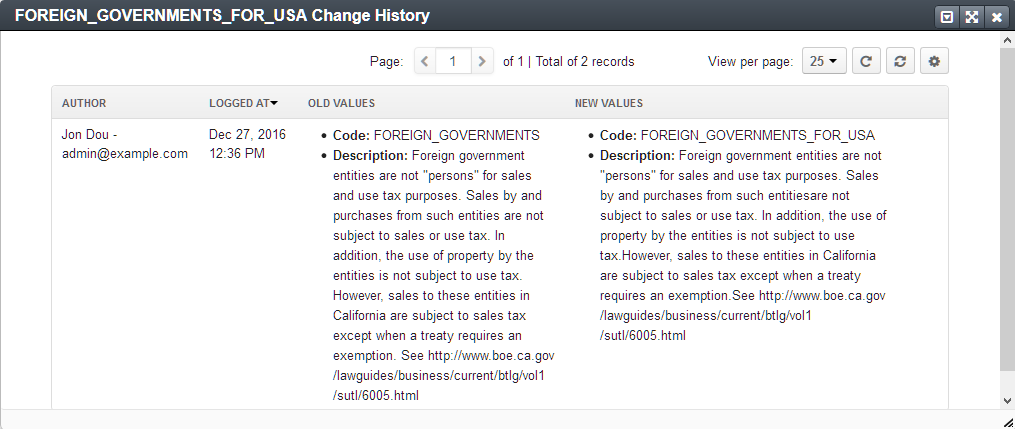 FOREIGN_GOVERNMENTS_FOR_USA Change History
Page: 1 of 1 | Total of 2 records View per page: 25
AUTHOR LOGGED AT OLD VALUES NEW VALUES
Jon Dou -
admin@example.com
Dec 27, 2016
12:36 PM
• Code: FOREIGN_GOVERNMENTS
• Description: Foreign government
entities are not "persons" for sales
and use tax purposes. Sales by and
purchases from such entities are not
subject to sales or use tax. In
addition, the use of property by the
entities is not subject to use tax.
However, sales to these entities in
California are subject to sales tax
except when a treaty requires an
exemption. See http://www.boe.ca.gov
/lawguides/business/current/btlg/vol1
/sutl/6005.html
• Code: FOREIGN_GOVERNMENTS_FOR_USA
• Description: Foreign government entities are not
"persons" for sales and use tax purposes. Sales
by and purchases from such entitiesare not
subject to sales or use tax. In addition, the use of
property by the entities is not subject to use
tax.However, sales to these entities in California
are subject to sales tax except when a treaty
requires an exemption.See http://www.boe.ca.gov
/lawguides/business/current/btlg/vol1
/sutl/6005.html